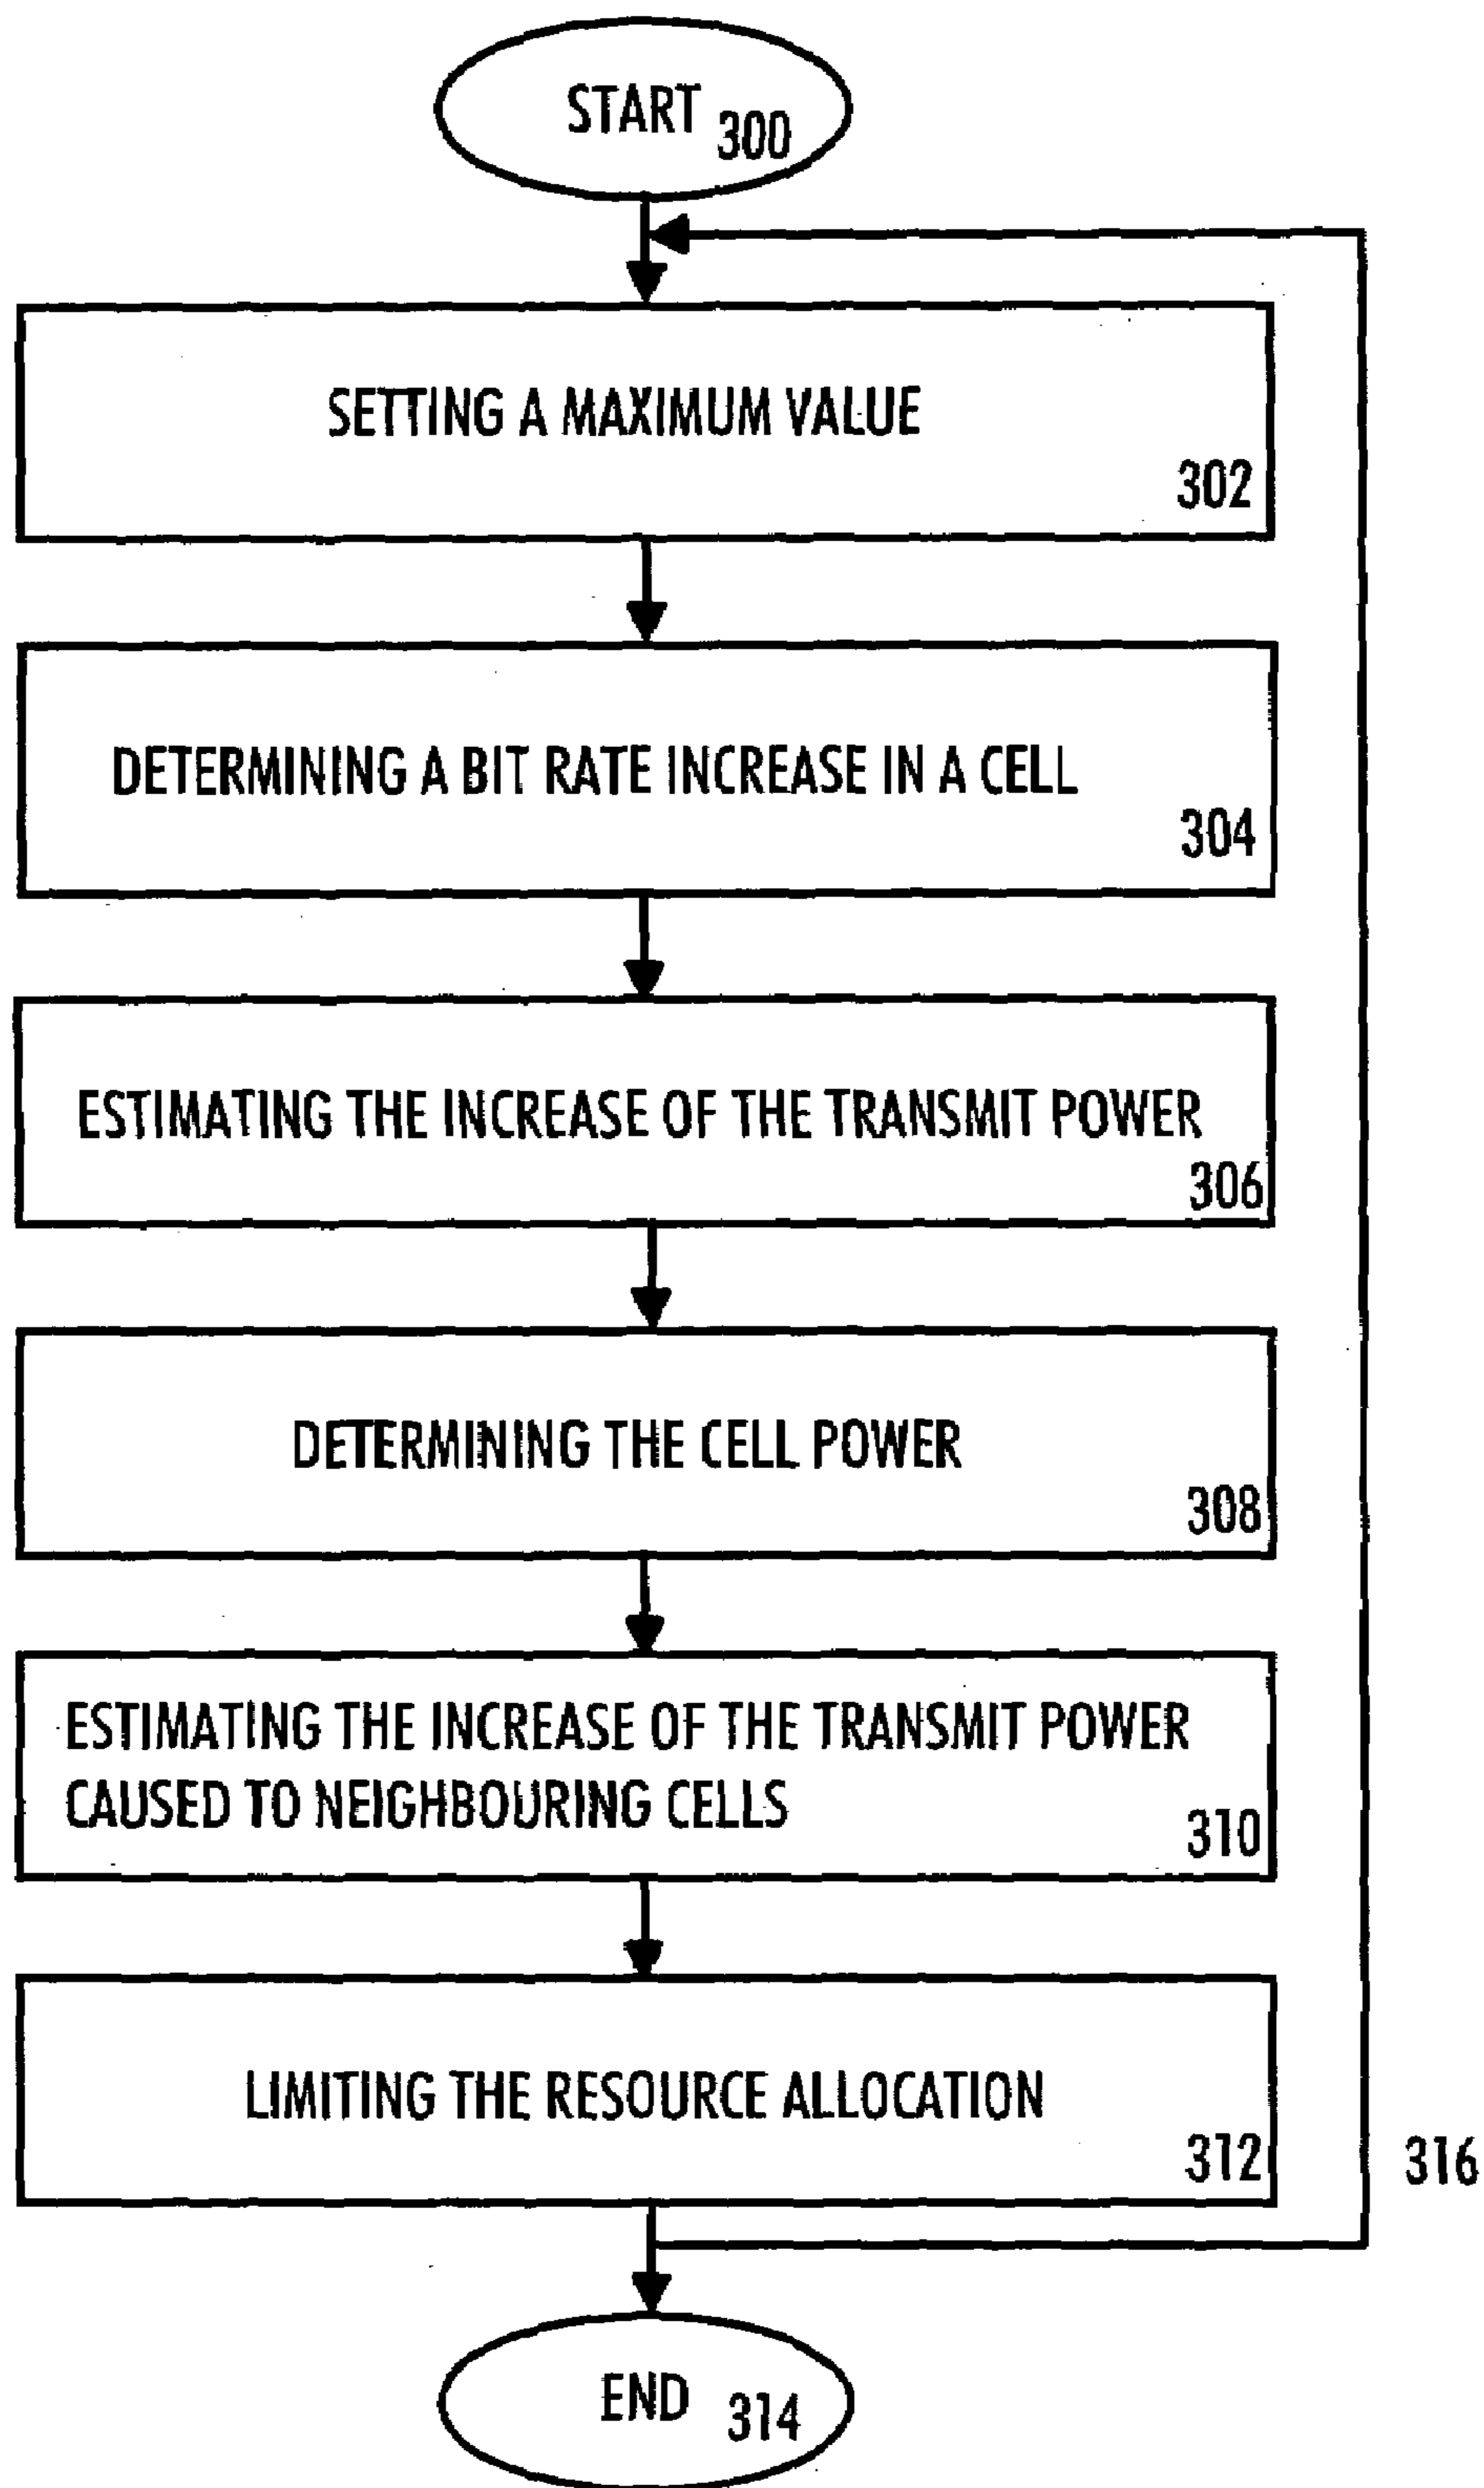 START 300
SETTING A MAXIMUM VALUE
302
DETERMINING A BIT RATE INCREASE IN A CELL
304
ESTIMATING THE INCREASE OF THE TRANSMIT POWER
306
DETERMINING THE CELL POWER
308
ESTIMATING THE INCREASE OF THE TRANSMIT POWER
CAUSED TO NEIGHBOURING CELLS
310
LIMITING THE RESOURCE ALLOCATION
312
316
END 314